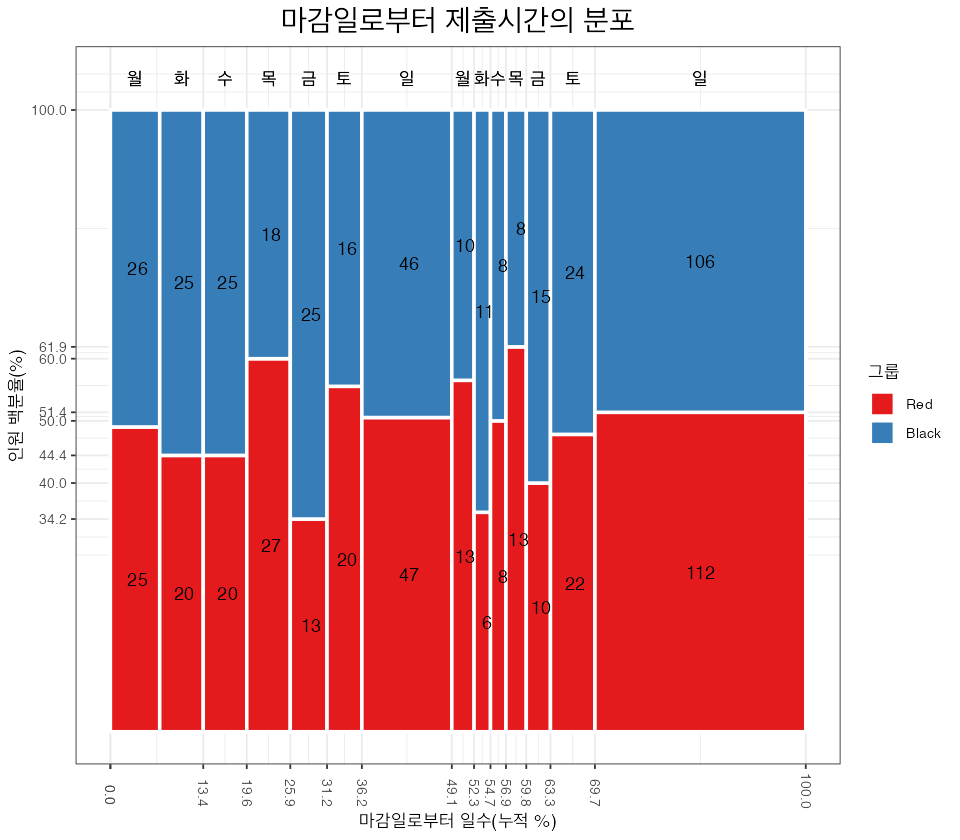 마감일로부터 제출시간의 분포
월 화 수 목 금 토 일 월 화 수 목 금 토 일
100.0
61.9
60.0
51.4
50.0
44.4
40.0
34.2
인원 백분율(%)
26 25 25 18 25 16 46 10 11 8 8 15 24 106
25 20 20 27 13 20 47 13 6 8 13 10 22 112
0.0 13.4 19.6 25.9 31.2 36.2 49.1 52.3 54.7 56.9 59.8 63.3 69.7 100.0
마감일로부터 일수(누적 %)
그룹
Red
Black